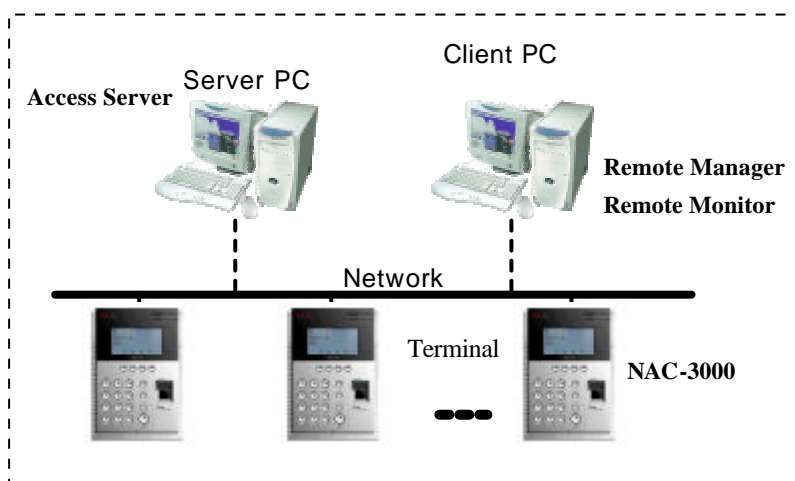 Client PC
Server PC
Access Server
Remote Manager
Remote Monitor
Network
Terminal
NAC-3000